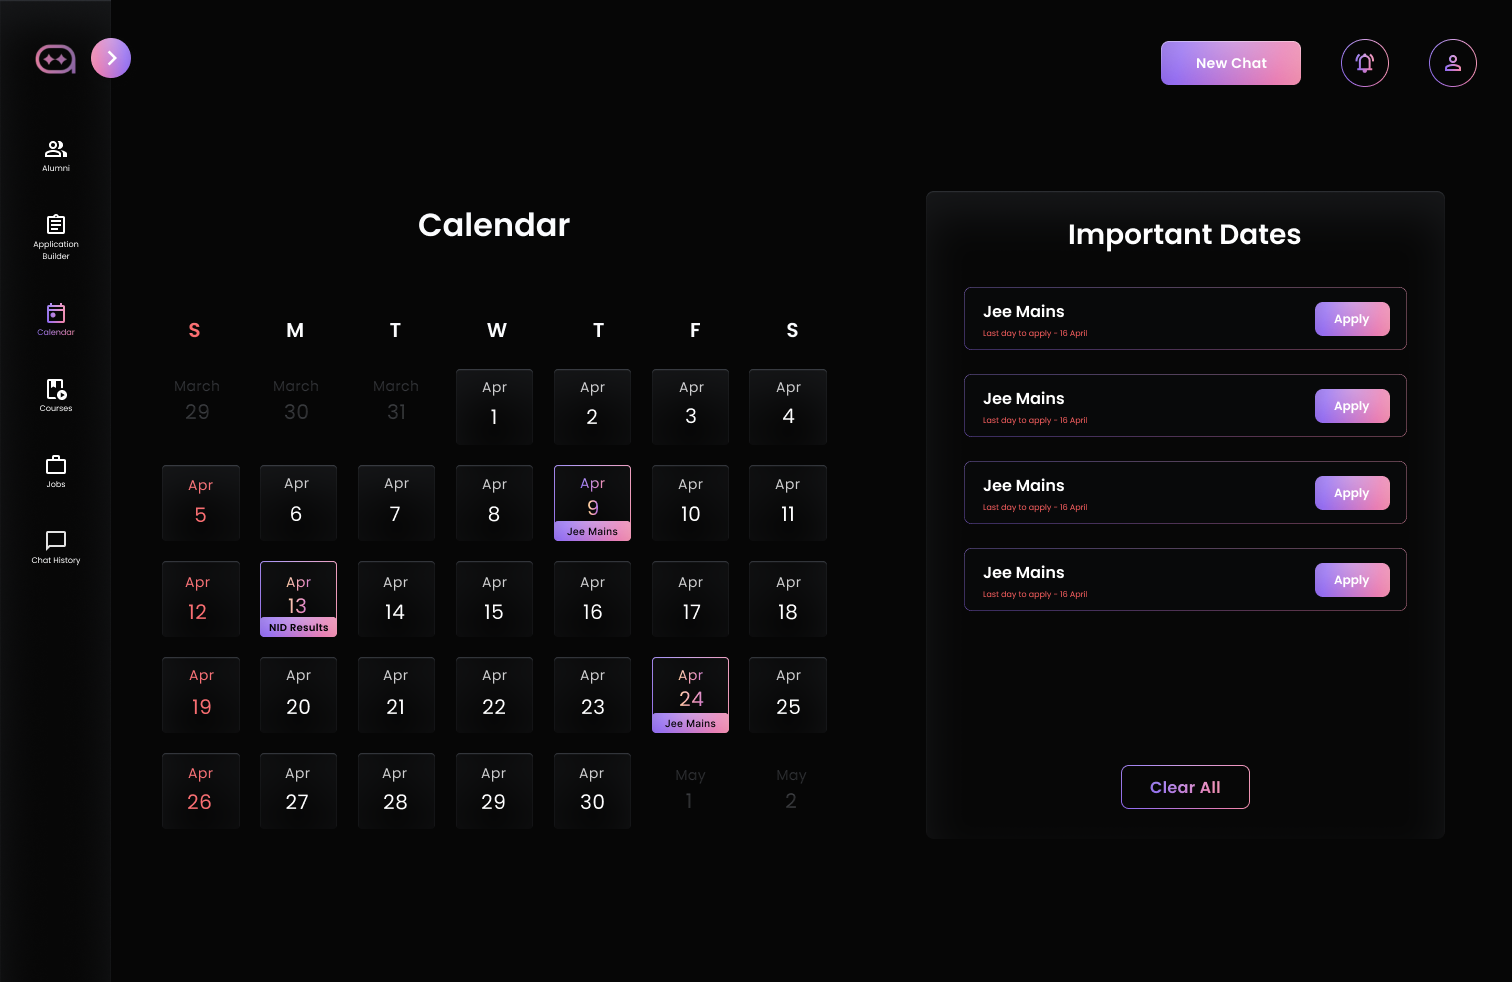 New Chat
Alumni
Application
Builder
Calendar
Courses
Jobs
Chat History
Calendar
S M T W T F S
March March March Apr Apr Apr Apr
29 30 31 1 2 3 4
Apr Apr Apr Apr Apr Apr Apr
5 6 7 8 9 10 11
Jee Mains
Apr Apr Apr Apr Apr Apr Apr
12 13 14 15 16 17 18
NID Results
Apr Apr Apr Apr Apr Apr Apr
19 20 21 22 23 24 25
Jee Mains
Apr Apr Apr Apr Apr May May
26 27 28 29 30 1 2
Important Dates
Jee Mains
Last day to apply - 16 April
Apply
Jee Mains
Last day to apply - 16 April
Apply
Jee Mains
Last day to apply - 16 April
Apply
Jee Mains
Last day to apply - 16 April
Apply
Clear All